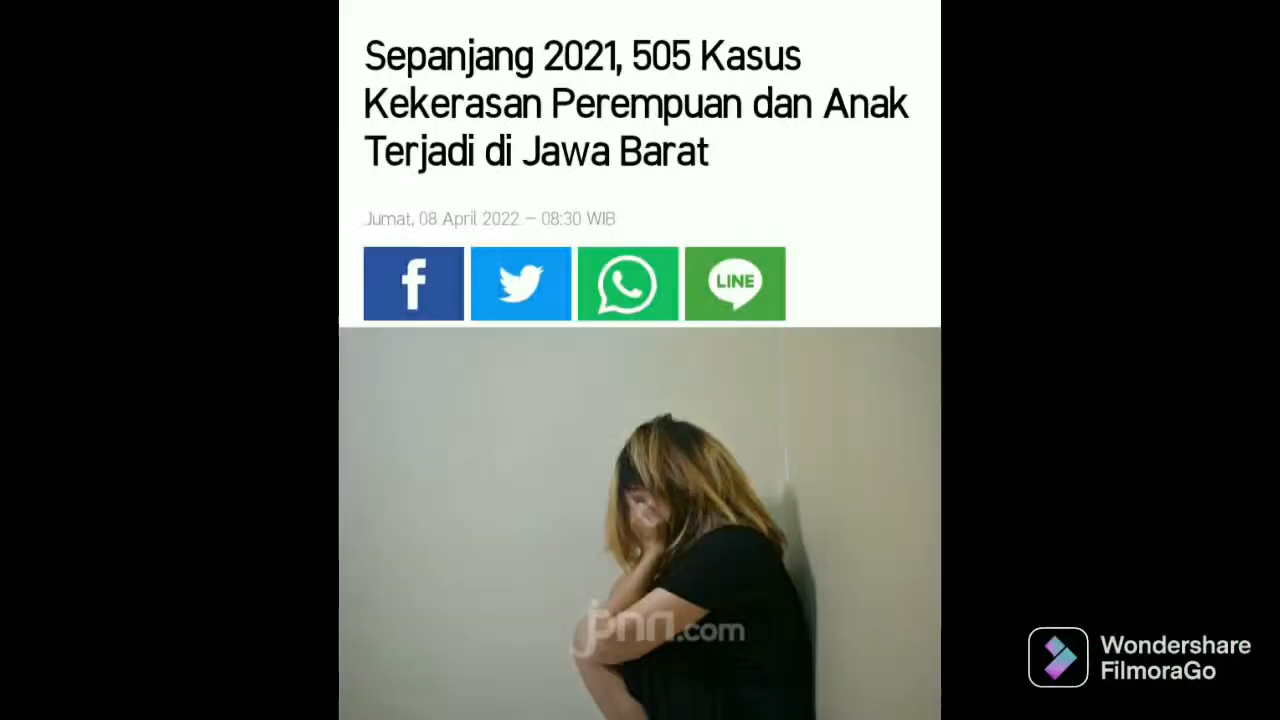 Sepanjang 2021, 505 Kasus
Kekerasan Perempuan dan Anak
Terjadi di Jawa Barat
Jumat, 08 April 2022 – 08:30 WIB
f
LINE
jpnn.com
Wondershare
FilmoraGo